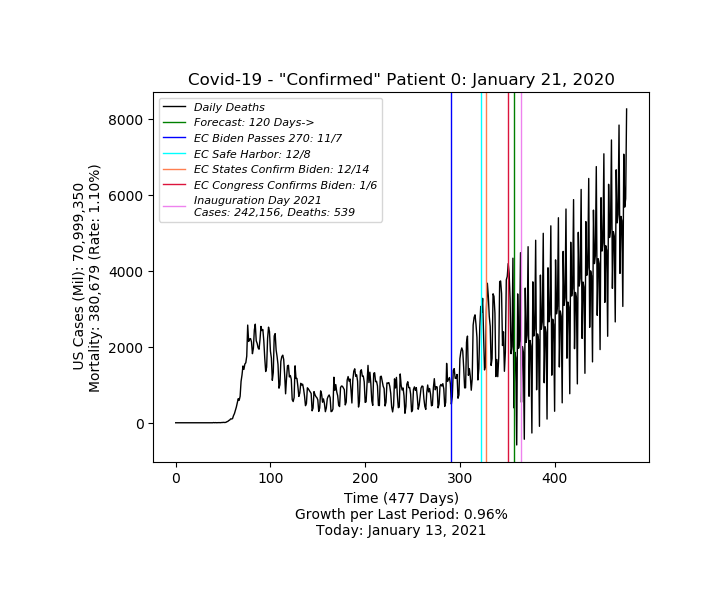 Covid-19 - "Confirmed" Patient 0: January 21, 2020
Daily Deaths
Forecast: 120 Days->
EC Biden Passes 270: 11/7
EC Safe Harbor: 12/8
EC States Confirm Biden: 12/14
EC Congress Confirms Biden: 1/6
Inauguration Day 2021
Cases: 242,156, Deaths: 539
US Cases (Mil): 70,999,350
Mortality: 380,679 (Rate: 1.10%)
8000
6000
4000
2000
0
0 100 200 300 400
Time (477 Days)
Growth per Last Period: 0.96%
Today: January 13, 2021